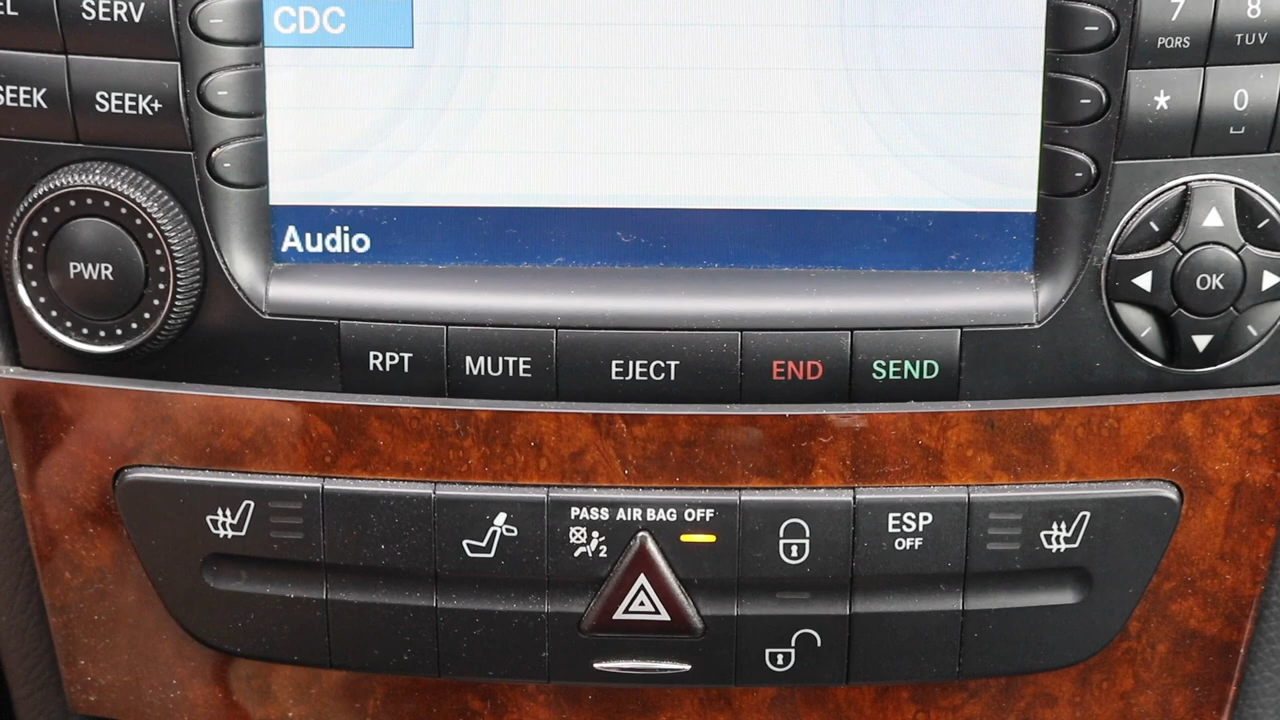 SERV
CDC
7
PQRS
8
TUV
SEEK
SEEK+
*
0
PWR
Audio
OK
RPT
MUTE
EJECT
END
SEND
PASS AIR BAG OFF
2
ESP
OFF